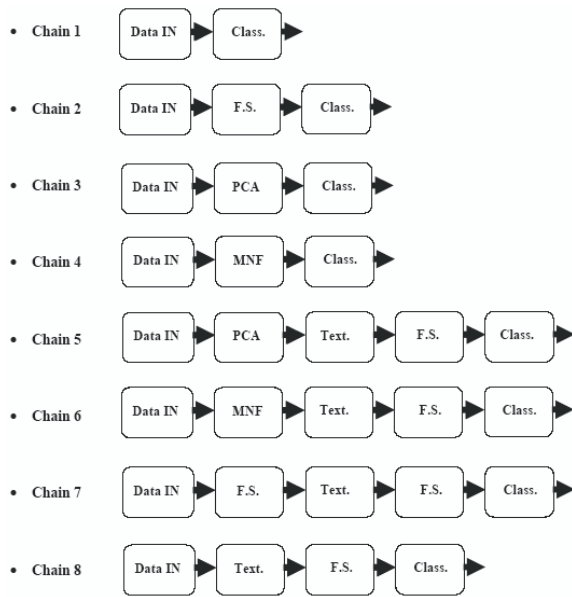 • Chain 1 Data IN Class.
• Chain 2 Data IN F.S. Class.
• Chain 3 Data IN PCA Class.
• Chain 4 Data IN MNF Class.
• Chain 5 Data IN PCA Text. F.S. Class.
• Chain 6 Data IN MNF Text. F.S. Class.
• Chain 7 Data IN F.S. Text. F.S. Class.
• Chain 8 Data IN Text. F.S. Class.